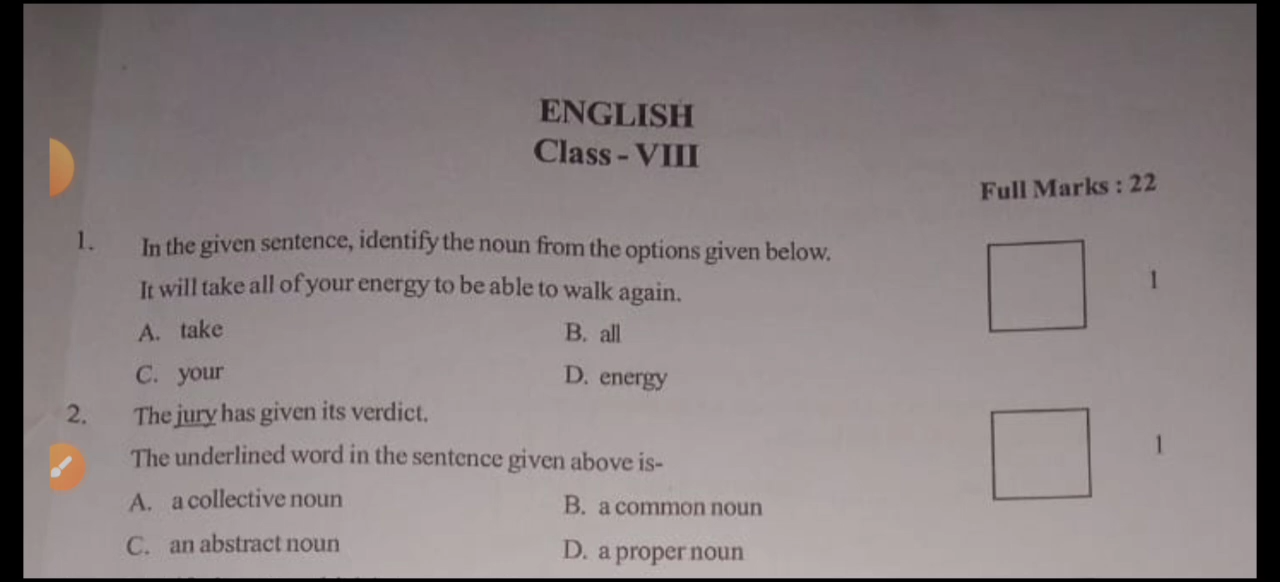 ENGLISH
Class - VIII
Full Marks : 22
1. In the given sentence, identify the noun from the options given below.
It will take all of your energy to be able to walk again.
1
A. take B. all
C. your D. energy
2. The jury has given its verdict.
The underlined word in the sentence given above is-
1
A. a collective noun B. a common noun
C. an abstract noun D. a proper noun